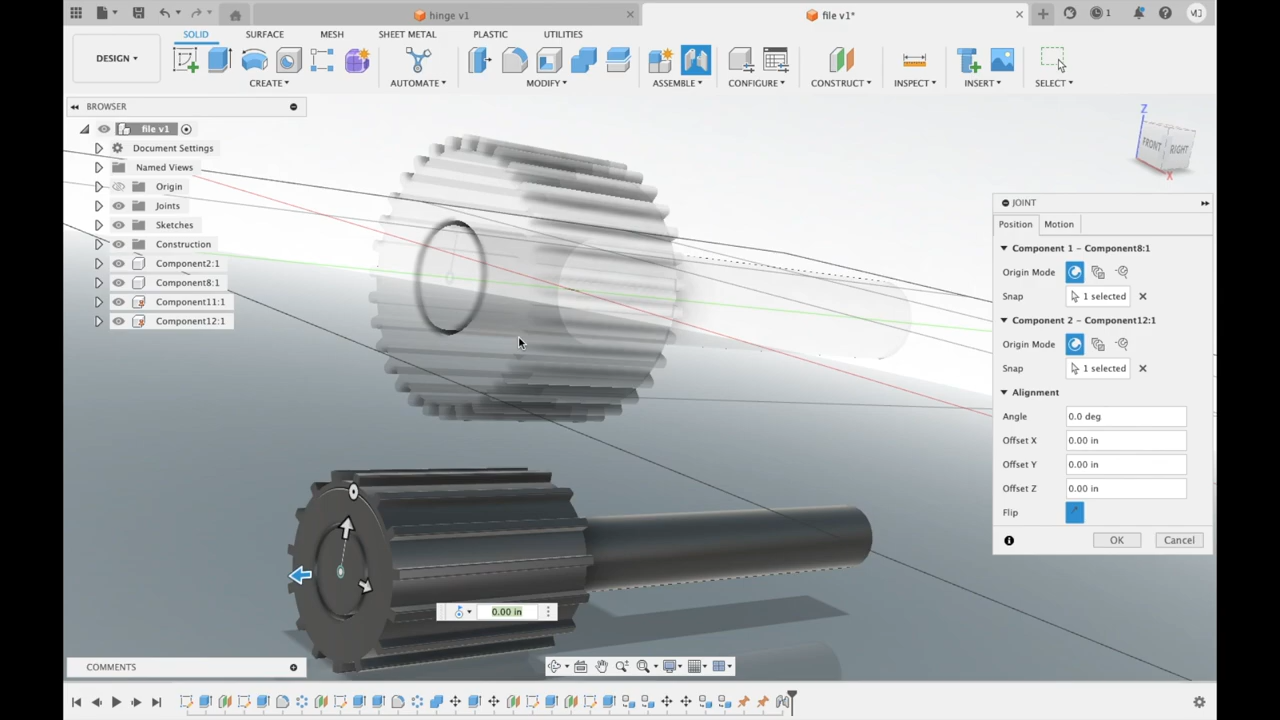 hinge v1
file v1*
1
MJ
DESIGN
SOLID
SURFACE
MESH
SHEET METAL
PLASTIC
UTILITIES
CREATE
AUTOMATE
MODIFY
ASSEMBLE
CONFIGURE
CONSTRUCT
INSPECT
INSERT
SELECT
BROWSER
file v1
Document Settings
Named Views
Origin
Joints
Sketches
Construction
Component2:1
Component8:1
Component11:1
Component12:1
Z
FRONT
RIGHT
X
JOINT
Position
Motion
Component 1 - Component8:1
Origin Mode
Snap
1 selected
Component 2 - Component12:1
Origin Mode
Snap
1 selected
Alignment
Angle
0.0 deg
Offset X
0.00 in
Offset Y
0.00 in
Offset Z
0.00 in
Flip
OK
Cancel
0.00 in
COMMENTS